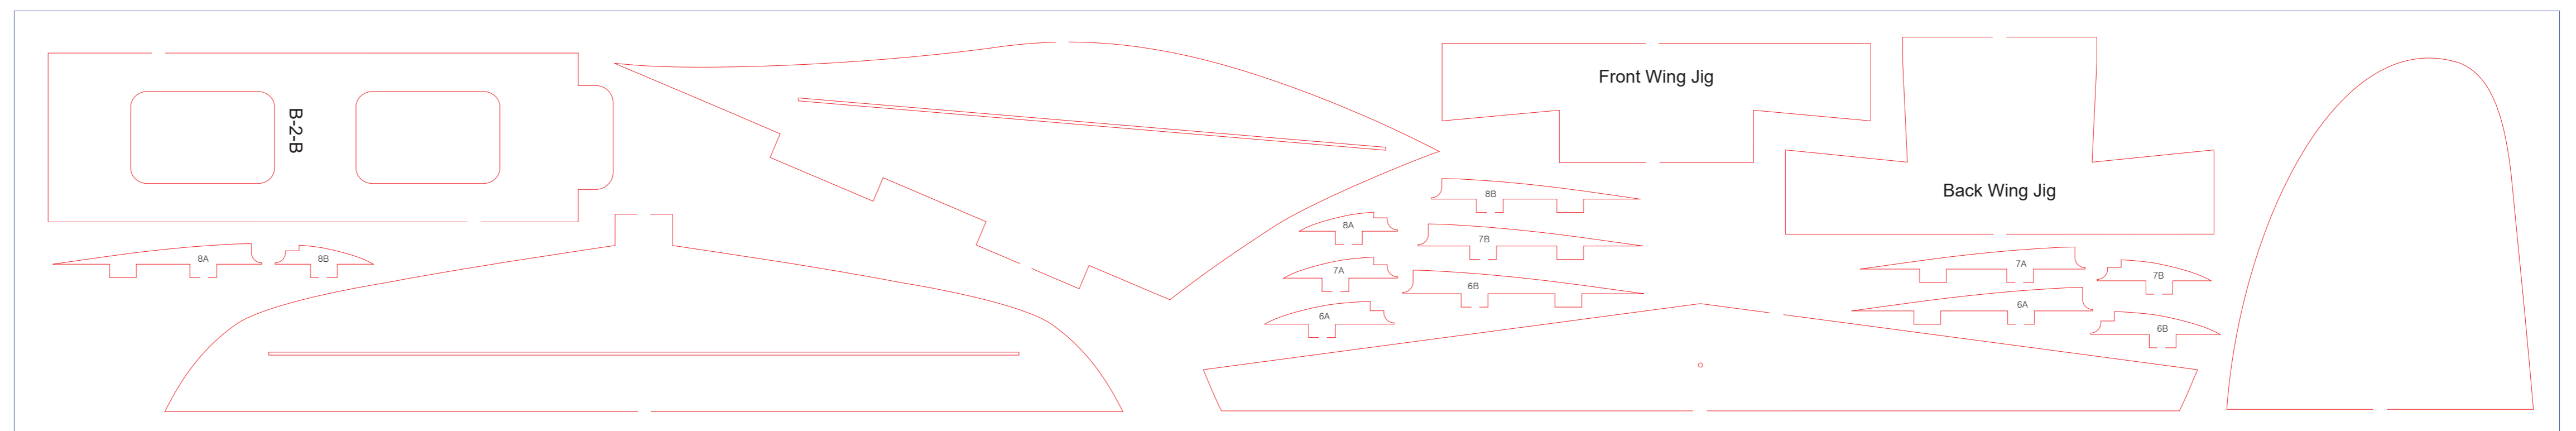 B-2-B
8A
8B
Front Wing Jig
Back Wing Jig
8B
8A
7B
7A
6B
6A
7A
7B
6A
6B